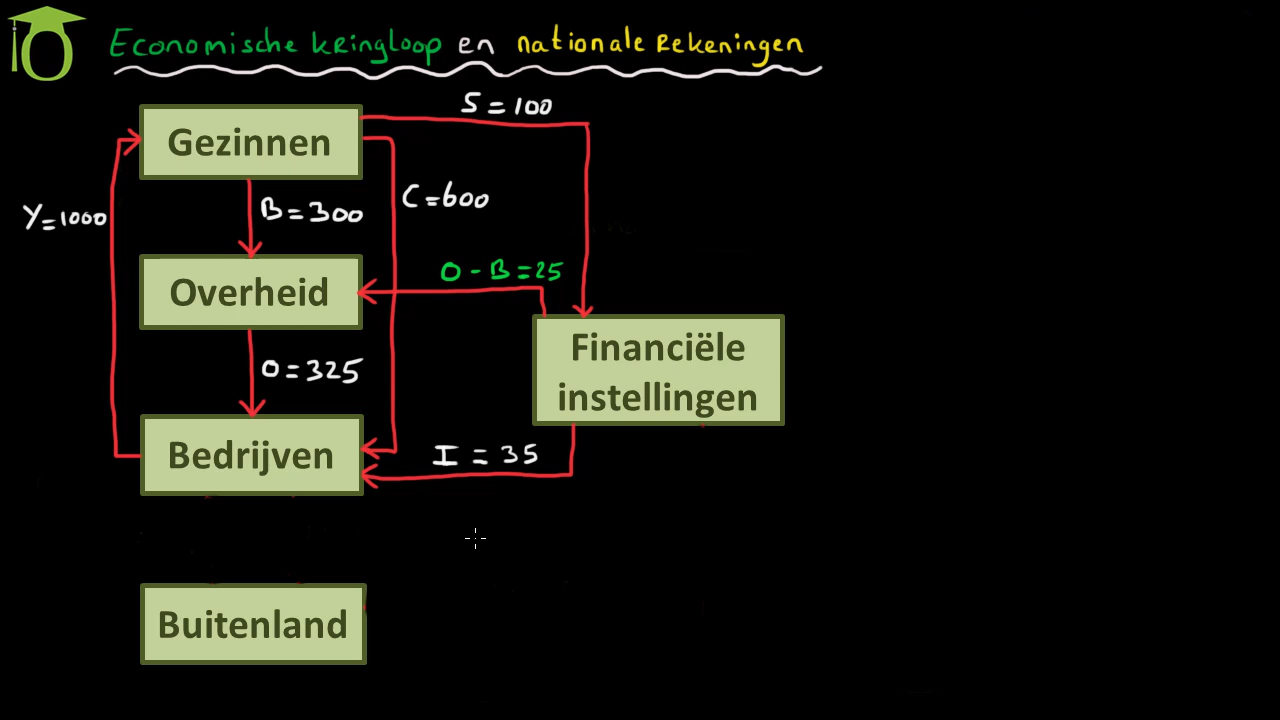 Economische kringloop en nationale Rekeningen
S = 100
Gezinnen
C = 600
B = 300
Y = 1000
O - B = 25
Overheid
Financiële
instellingen
O = 325
Bedrijven
I = 35
Buitenland